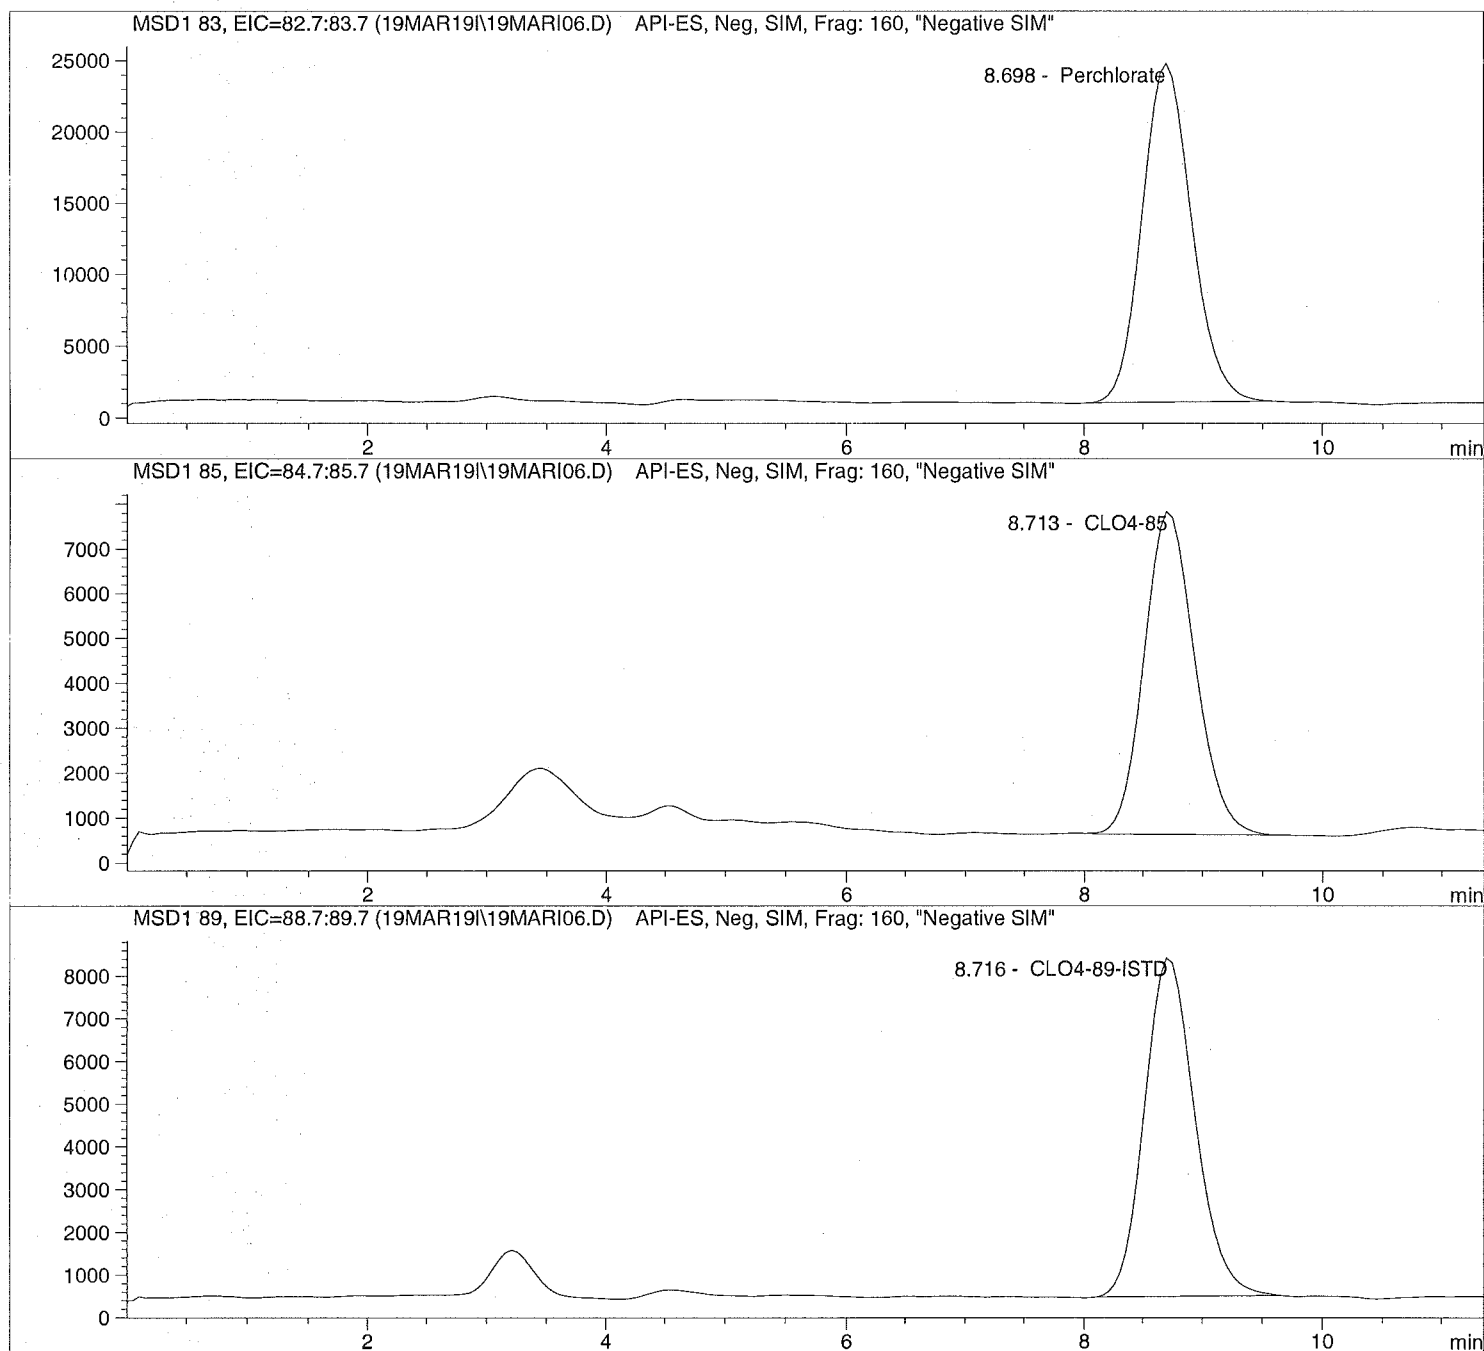 MSD1 83, EIC=82.7:83.7 (19MAR19I\19MARI06.D) API-ES, Neg, SIM, Frag: 160, "Negative SIM"
25000
8.698 - Perchlorate
20000
15000
10000
5000
0
2 4 6 8 10 min
MSD1 85, EIC=84.7:85.7 (19MAR19I\19MARI06.D) API-ES, Neg, SIM, Frag: 160, "Negative SIM"
8.713 - CLO4-85
7000
6000
5000
4000
3000
2000
1000
0
2 4 6 8 10 min
MSD1 89, EIC=88.7:89.7 (19MAR19I\19MARI06.D) API-ES, Neg, SIM, Frag: 160, "Negative SIM"
8.716 - CLO4-89-ISTD
8000
7000
6000
5000
4000
3000
2000
1000
0
2 4 6 8 10 min